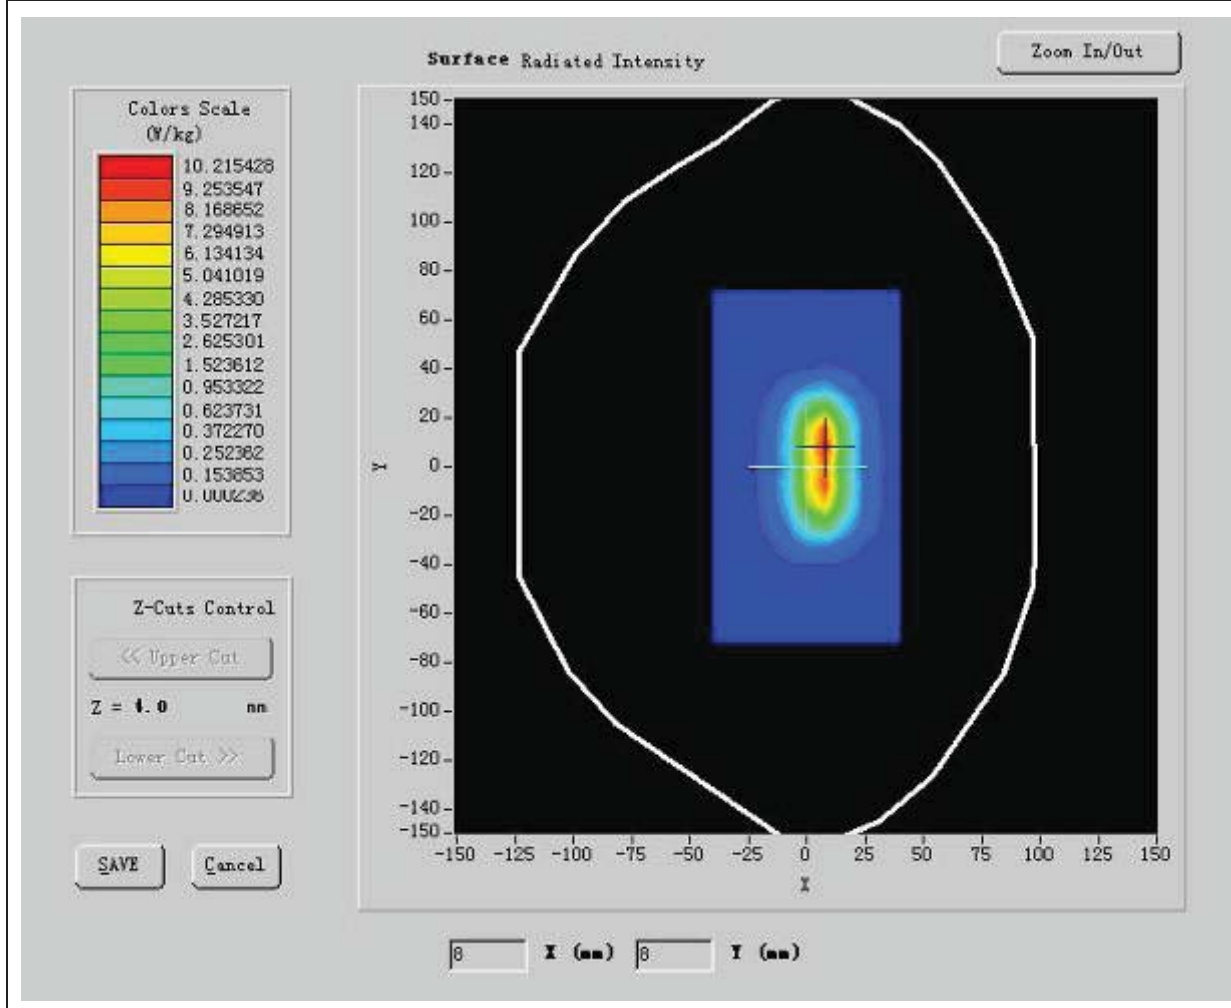 Surface Radiated Intensity
Zoom In/Out
Colors Scale
(W/kg)
10.215428
9.253547
8.168652
7.294913
6.134134
5.041019
4.285330
3.527217
2.625301
1.523612
0.953322
0.623731
0.372270
0.252362
0.153853
0.000236
Z-Cuts Control
<< Upper Cut
Z = 4.0 mm
Lower Cut >>
SAVE
Cancel
150
140
120
100
80
60
40
20
0
-20
-40
-60
-80
-100
-120
-140
-150
Y
-150 -125 -100 -75 -50 -25 0 25 50 75 100 125 150
X
8 X (mm) 8 Y (mm)